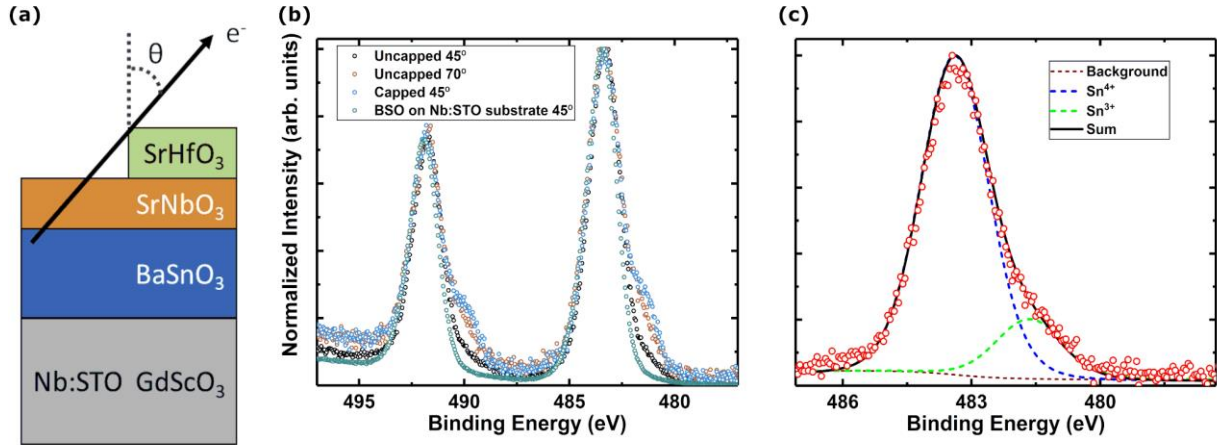 (a)
θ
e⁻
SrHfO₃
SrNbO₃
BaSnO₃
Nb:STO GdScO₃
(b)
Normalized Intensity (arb. units)
Uncapped 45°
Uncapped 70°
Capped 45°
BSO on Nb:STO substrate 45°
495 490 485 480
Binding Energy (eV)
(c)
Background
Sn⁴⁺
Sn³⁺
Sum
486 483 480
Binding Energy (eV)